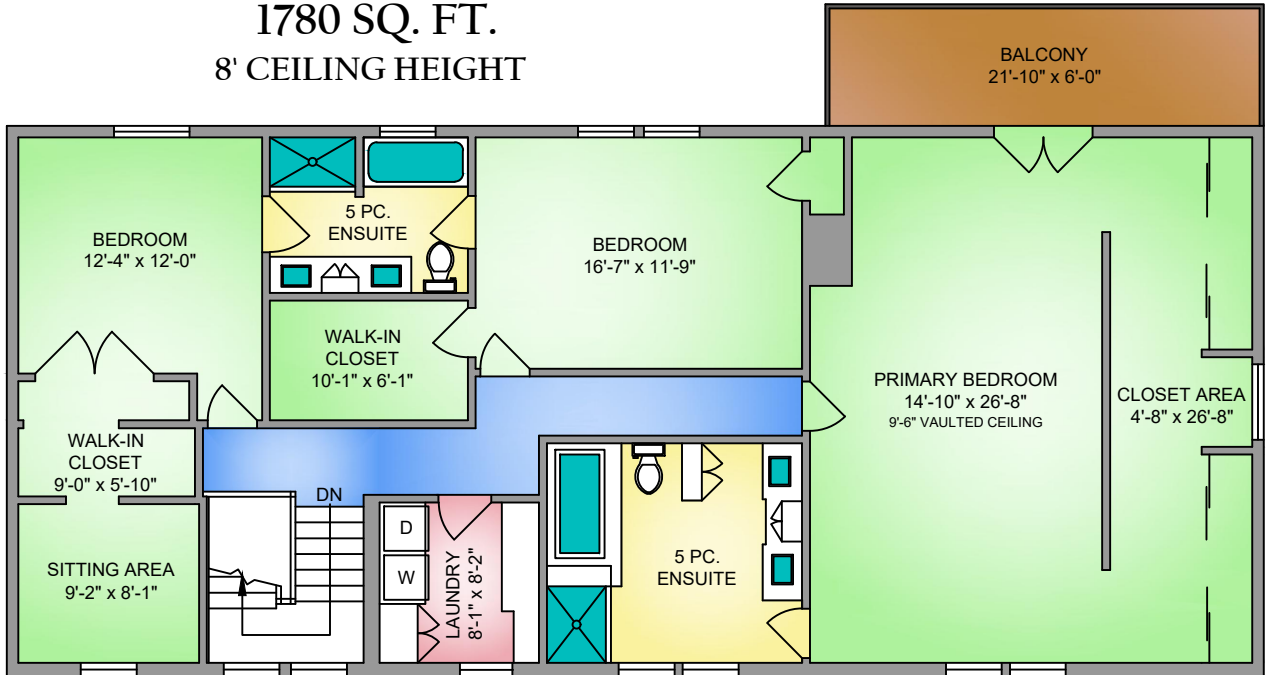 1780 SQ. FT.
8' CEILING HEIGHT
BALCONY
21'-10" x 6'-0"
BEDROOM
12'-4" x 12'-0"
5 PC.
ENSUITE
BEDROOM
16'-7" x 11'-9"
WALK-IN
CLOSET
10'-1" x 6'-1"
PRIMARY BEDROOM
14'-10" x 26'-8"
9'-6" VAULTED CEILING
CLOSET AREA
4'-8" x 26'-8"
WALK-IN
CLOSET
9'-0" x 5'-10"
DN
SITTING AREA
9'-2" x 8'-1"
D
W
LAUNDRY
8'-1" x 8'-2"
5 PC.
ENSUITE